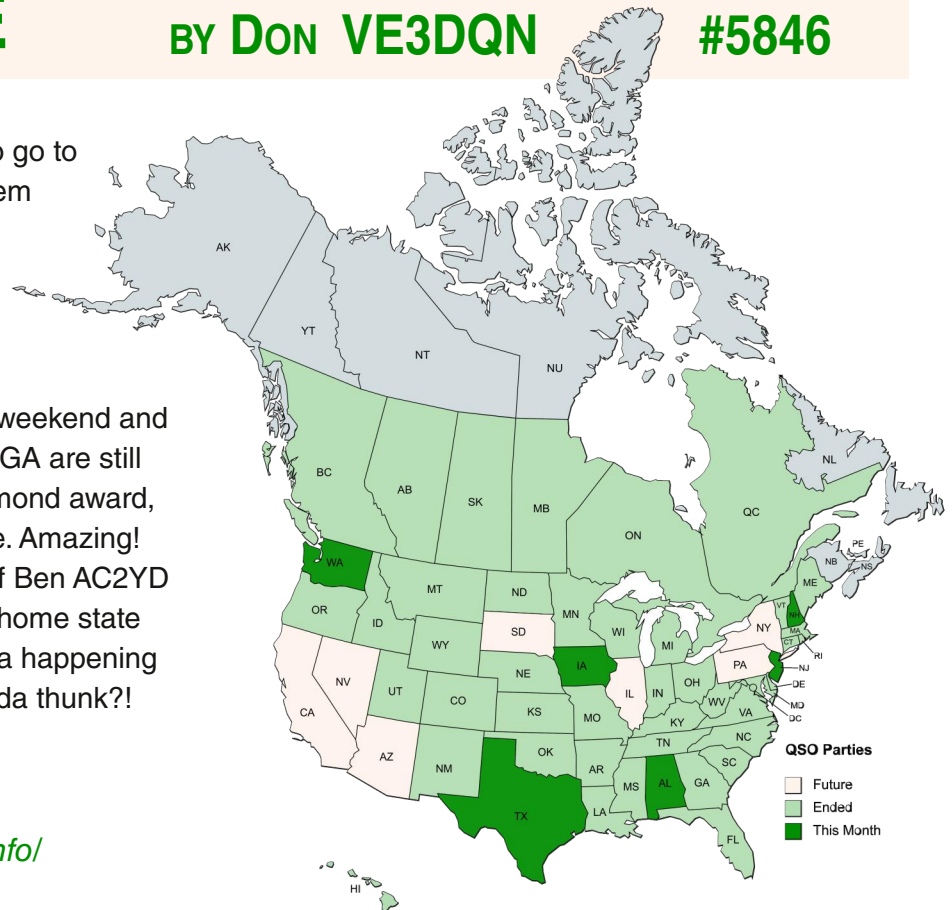 BY DON VE3DQN #5846
o go to
em
weekend and
GA are still
mond award,
e. Amazing!
f Ben AC2YD
home state
a happening
da thunk?!
nfo/
AK
YT
NT
NU
BC
AB
SK
MB
ON
QC
NL
PE
NB
NS
WA
OR
ID
MT
ND
MN
WI
MI
ME
VT
NH
MA
CT
RI
NY
PA
NJ
DE
MD
DC
SD
WY
NE
IA
IL
IN
OH
WV
VA
CA
NV
UT
CO
KS
MO
KY
NC
TN
AZ
NM
OK
AR
SC
TX
LA
MS
AL
GA
FL
HI
QSO Parties
Future
Ended
This Month